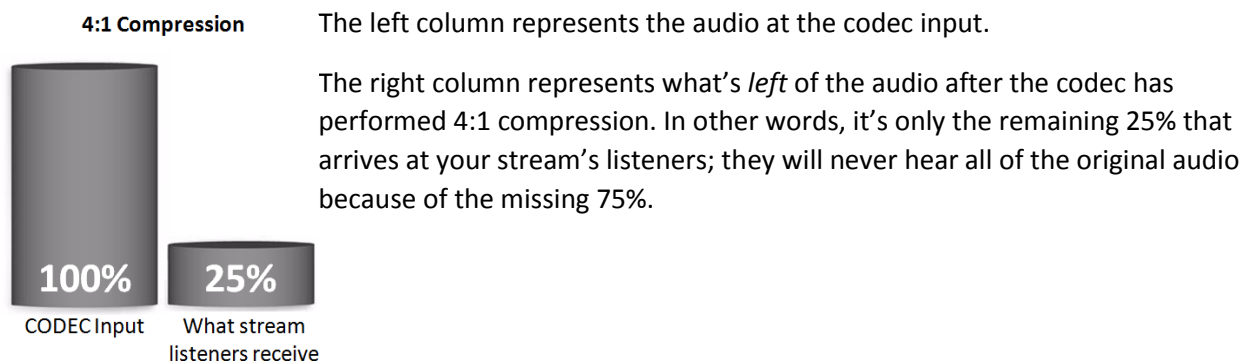 4:1 Compression
The left column represents the audio at the codec input.
The right column represents what’s left of the audio after the codec has
performed 4:1 compression. In other words, it’s only the remaining 25% that
arrives at your stream’s listeners; they will never hear all of the original audio
because of the missing 75%.
100%
25%
CODEC Input
What stream
listeners receive